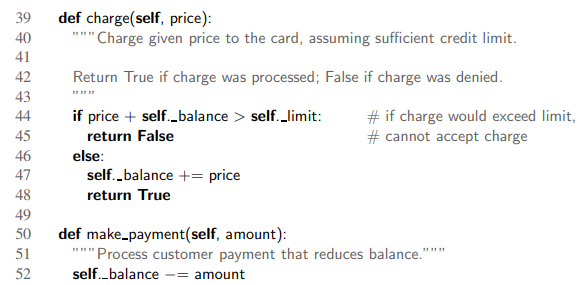 39 def charge(self, price):
40 """Charge given price to the card, assuming sufficient credit limit.
41
42 Return True if charge was processed; False if charge was denied.
43 """
44 if price + self._balance > self._limit: # if charge would exceed limit,
45 return False # cannot accept charge
46 else:
47 self._balance += price
48 return True
49
50 def make_payment(self, amount):
51 """Process customer payment that reduces balance."""
52 self._balance −= amount